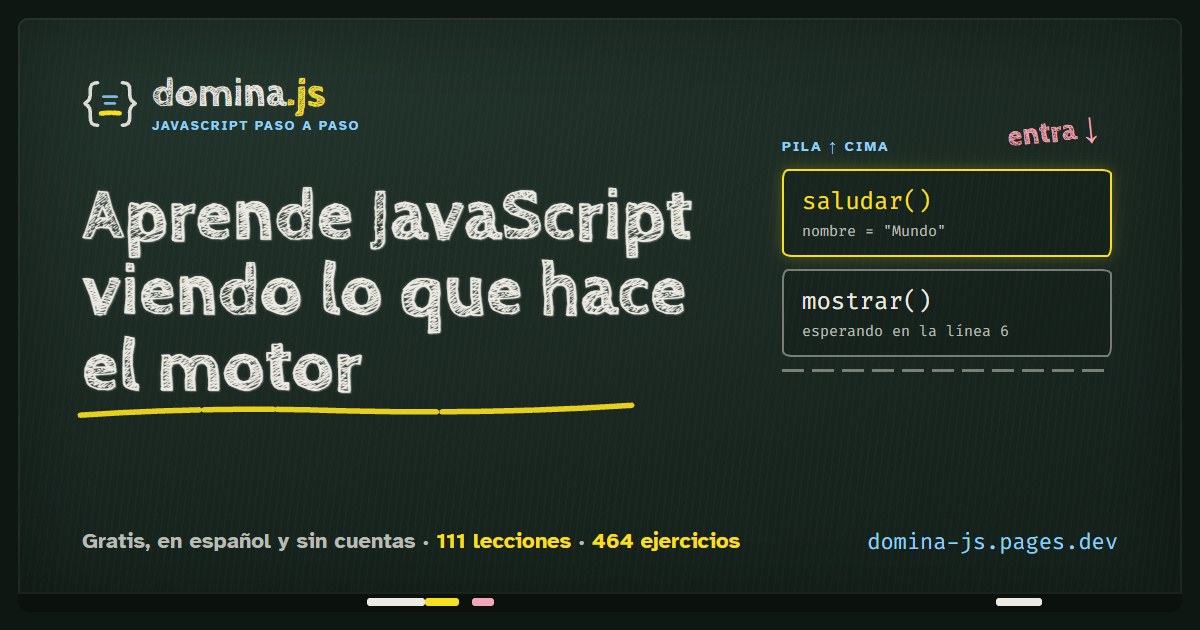 {=}
domina.js
JAVASCRIPT PASO A PASO
Aprende JavaScript
viendo lo que hace
el motor
PILA ↑ CIMA
entra ↓
saludar()
nombre = "Mundo"
mostrar()
esperando en la línea 6
Gratis, en español y sin cuentas · 111 lecciones · 464 ejercicios
domina-js.pages.dev